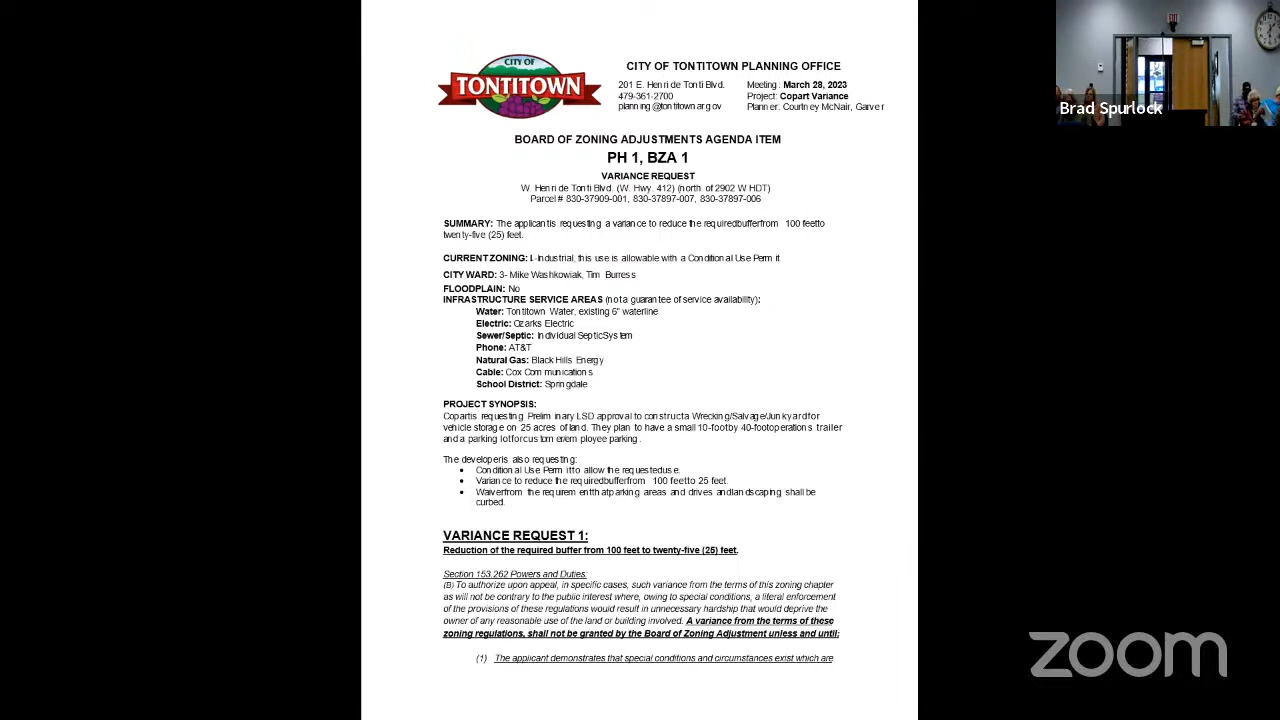 CITY OF
TONTITOWN
CITY OF TONTITOWN PLANNING OFFICE
201 E. Henri de Tonti Blvd.
479-361-2700
planning@tontitownar.gov
Meeting: March 28, 2023
Project: Copart Variance
Planner: Courtney McNair, Garver
BOARD OF ZONING ADJUSTMENTS AGENDA ITEM
PH 1, BZA 1
VARIANCE REQUEST
W. Henri de Tonti Blvd. (W. Hwy. 412) (north of 2902 W HDT)
Parcel # 830-37909-001, 830-37897-007, 830-37897-006
SUMMARY: The applicant is requesting a variance to reduce the required buffer from 100 feet to
twenty-five (25) feet.
CURRENT ZONING: I-Industrial, this use is allowable with a Conditional Use Permit
CITY WARD: 3- Mike Washkowiak, Tim Burress
FLOODPLAIN: No
INFRASTRUCTURE SERVICE AREAS (not a guarantee of service availability):
Water: Tontitown Water, existing 6" waterline
Electric: Ozarks Electric
Sewer/Septic: Individual Septic System
Phone: AT&T
Natural Gas: Black Hills Energy
Cable: Cox Communications
School District: Springdale
PROJECT SYNOPSIS:
Copart is requesting Preliminary LSD approval to construct a Wrecking/Salvage/Junkyard for
vehicle storage on 25 acres of land. They plan to have a small 10-foot by 40-foot operations trailer
and a parking lot for customer/employee parking.
The developer is also requesting:
• Conditional Use Permit to allow the requested use.
• Variance to reduce the required buffer from 100 feet to 25 feet.
• Waiver from the requirement that parking areas and drives and landscaping shall be
curbed.
VARIANCE REQUEST 1:
Reduction of the required buffer from 100 feet to twenty-five (25) feet.
Section 153.262 Powers and Duties:
(B) To authorize upon appeal, in specific cases, such variance from the terms of this zoning chapter
as will not be contrary to the public interest where, owing to special conditions, a literal enforcement
of the provisions of these regulations would result in unnecessary hardship that would deprive the
owner of any reasonable use of the land or building involved. A variance from the terms of these
zoning regulations, shall not be granted by the Board of Zoning Adjustment unless and until:
(1) The applicant demonstrates that special conditions and circumstances exist which are
Brad Spurlock
zoom